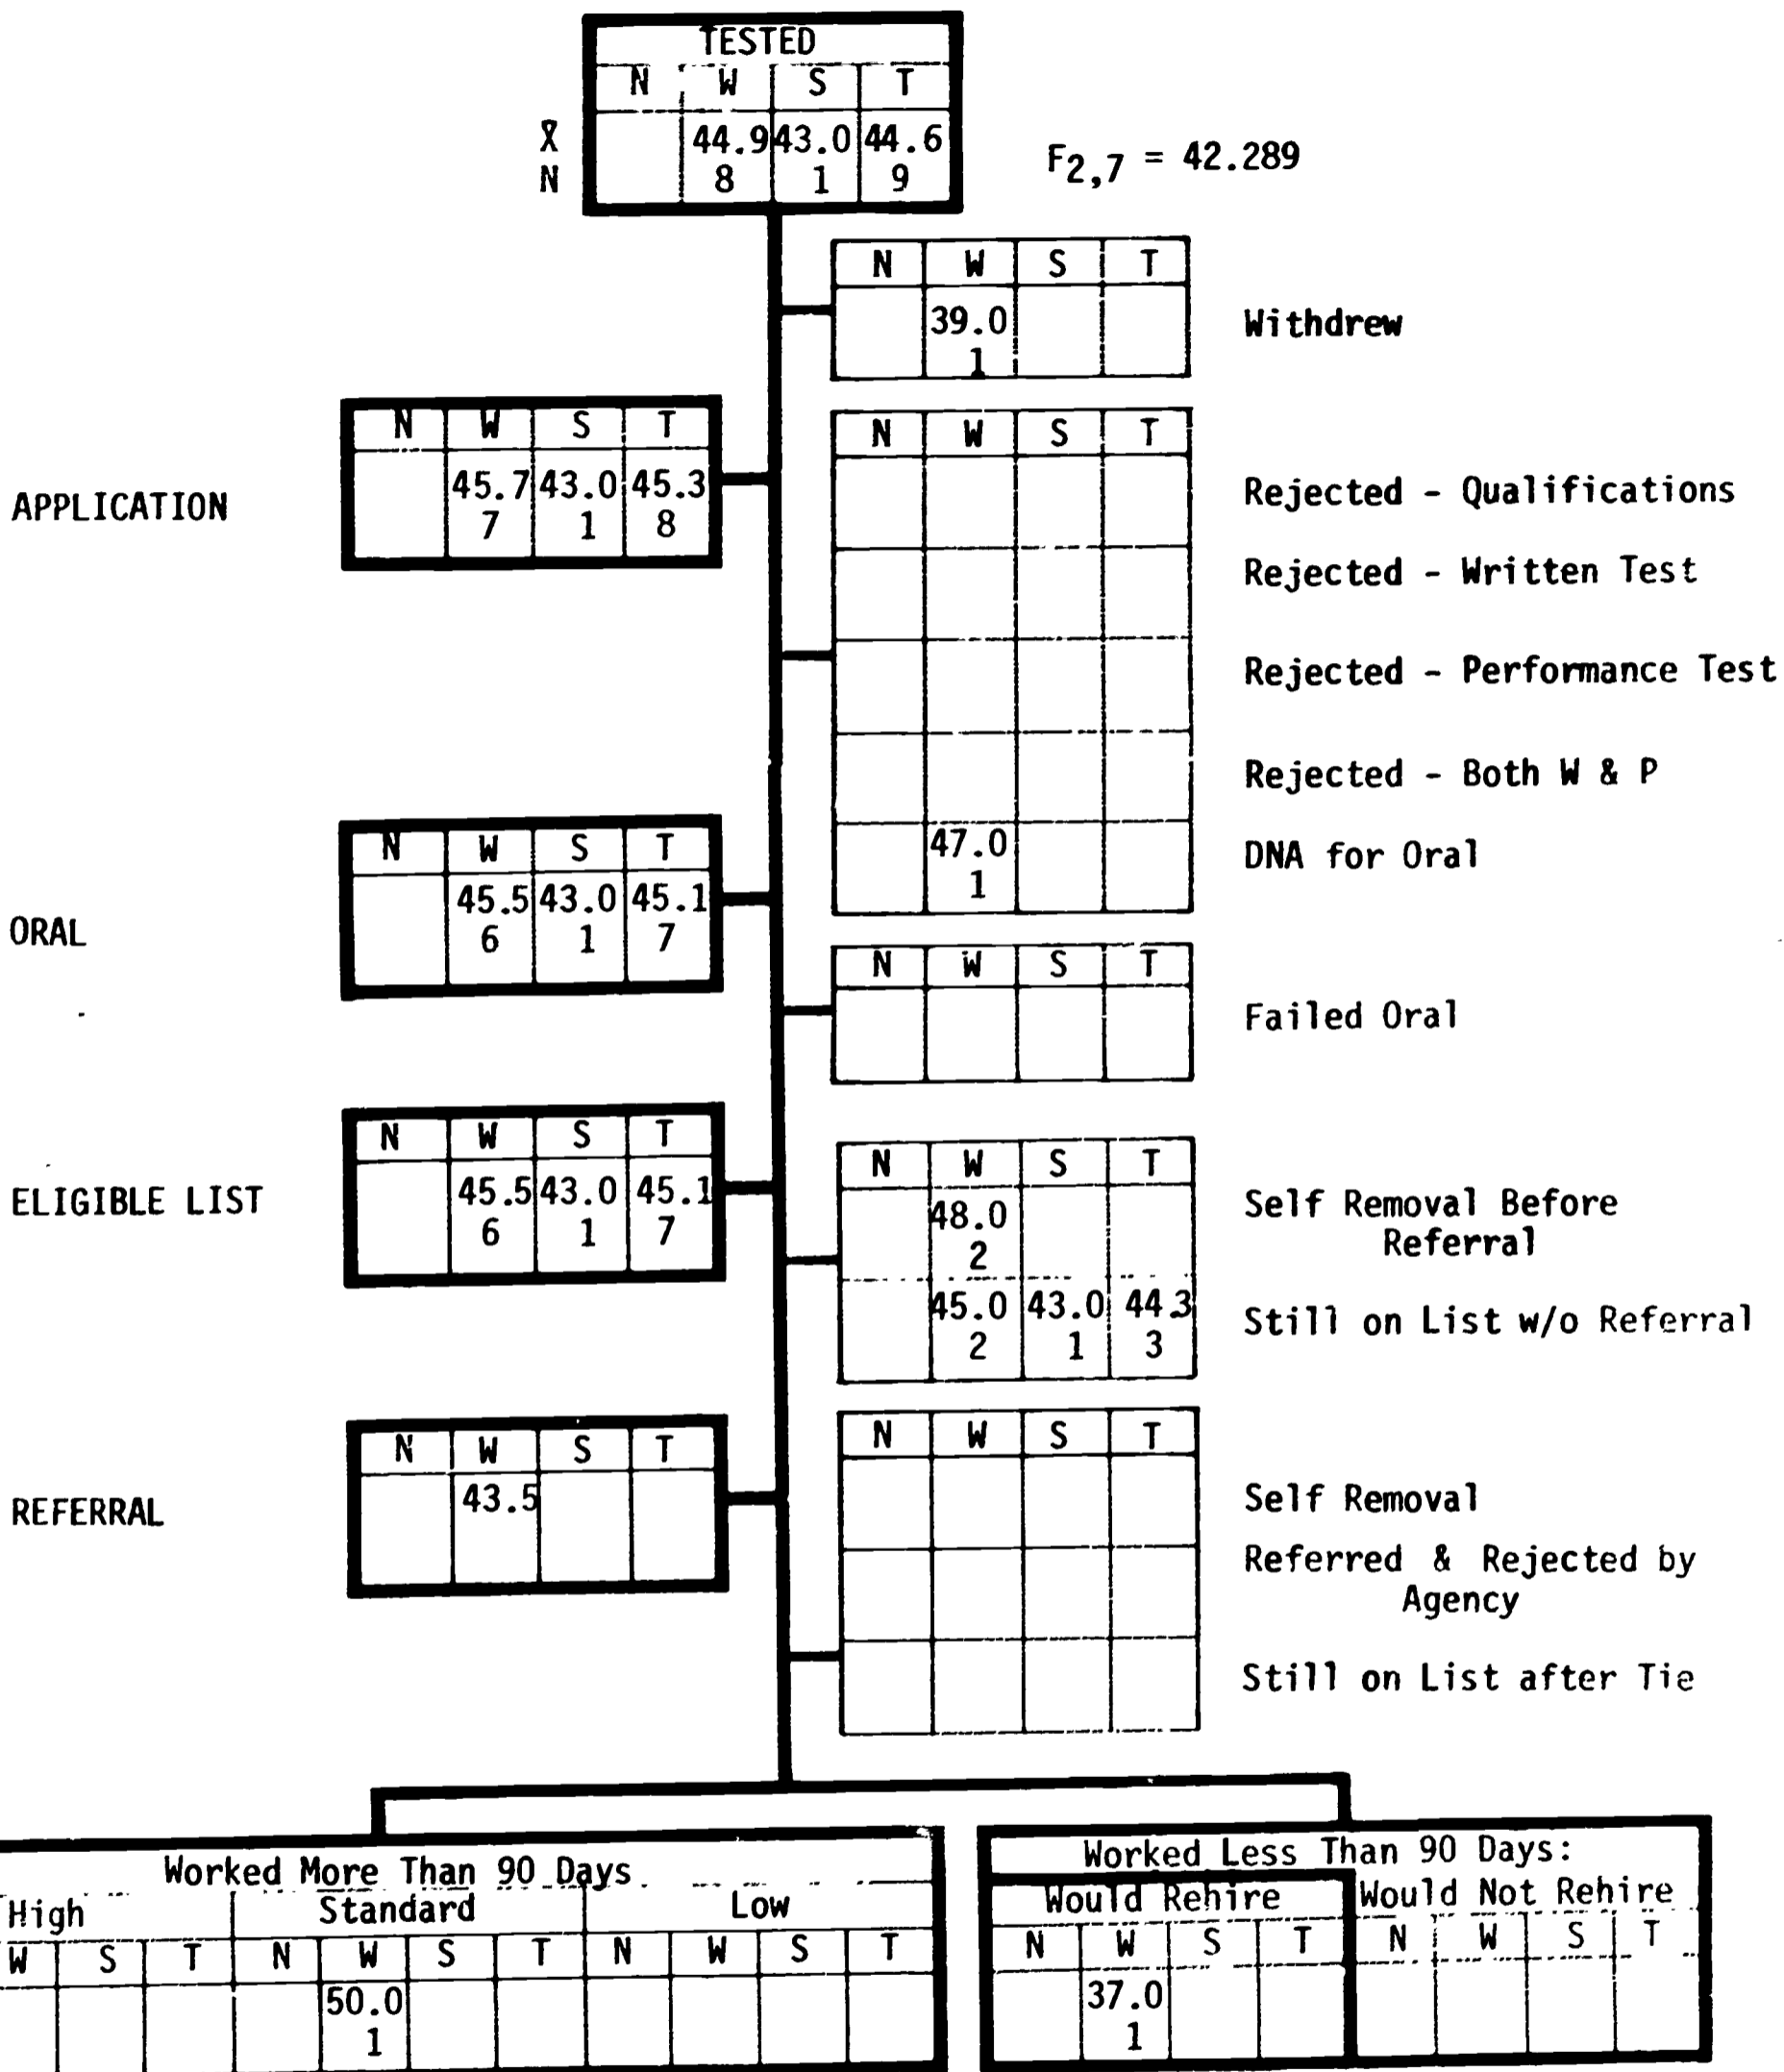 TESTED
N W S T
X̄ 44.9 43.0 44.6
N 8 1 9
F2,7 = 42.289
N W S T
39.0
1
Withdrew
APPLICATION
N W S T
45.7 43.0 45.3
7 1 8
N W S T
Rejected - Qualifications
Rejected - Written Test
Rejected - Performance Test
Rejected - Both W & P
47.0
1
DNA for Oral
ORAL
N W S T
45.5 43.0 45.1
6 1 7
N W S T
Failed Oral
ELIGIBLE LIST
N W S T
45.5 43.0 45.1
6 1 7
N W S T
48.0
2
Self Removal Before
Referral
45.0 43.0 44.3
2 1 3
Still on List w/o Referral
REFERRAL
N W S T
43.5
N W S T
Self Removal
Referred & Rejected by
Agency
Still on List after Tie
Worked More Than 90 Days
High Standard Low
W S T N W S T N W S T
50.0
1
Worked Less Than 90 Days:
Would Rehire Would Not Rehire
N W S T N W S T
37.0
1